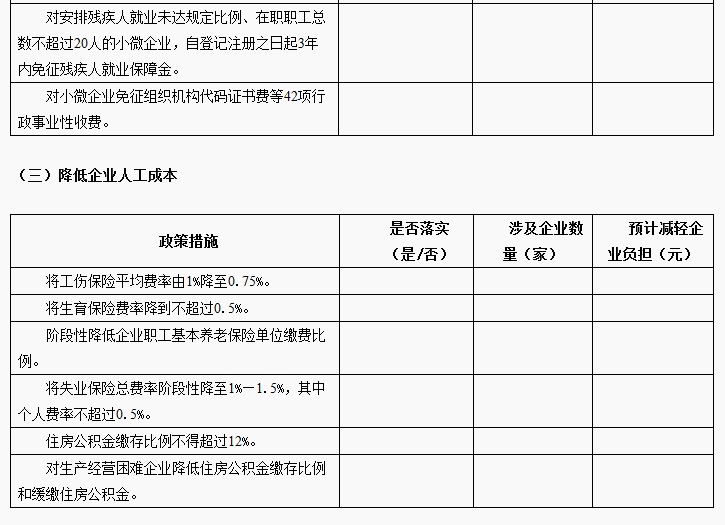 对安排残疾人就业未达规定比例、在职职工总
数不超过20人的小微企业，自登记注册之日起3年
内免征残疾人就业保障金。
对小微企业免征组织机构代码证书费等42项行
政事业性收费。
（三）降低企业人工成本
政策措施
是否落实
（是/否）
涉及企业数
量（家）
预计减轻企
业负担（元）
将工伤保险平均费率由1%降至0.75%。
将生育保险费率降到不超过0.5%。
阶段性降低企业职工基本养老保险单位缴费比
例。
将失业保险总费率阶段性降至1%－1.5%，其中
个人费率不超过0.5%。
住房公积金缴存比例不得超过12%。
对生产经营困难企业降低住房公积金缴存比例
和缓缴住房公积金。